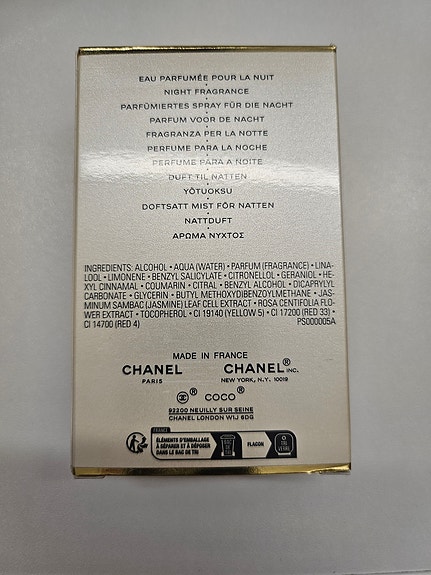 EAU PARFUMÉE POUR LA NUIT
NIGHT FRAGRANCE
PARFÜMIERTES SPRAY FÜR DIE NACHT
PARFUM VOOR DE NACHT
FRAGRANZA PER LA NOTTE
PERFUME PARA LA NOCHE
PERFUME PARA A NOITE
DUFT TIL NATTEN
YÖTUOKSU
DOFTSATT MIST FÖR NATTEN
NATTDUFT
ΑΡΩΜΑ ΝΥΧΤΟΣ
INGREDIENTS: ALCOHOL • AQUA (WATER) • PARFUM (FRAGRANCE) • LINA-
LOOL • LIMONENE • BENZYL SALICYLATE • CITRONELLOL • GERANIOL • HE-
XYL CINNAMAL • COUMARIN • CITRAL • BENZYL ALCOHOL • DICAPRYLYL
CARBONATE • GLYCERIN • BUTYL METHOXYDIBENZOYLMETHANE • JAS-
MINUM SAMBAC (JASMINE) LEAF CELL EXTRACT • ROSA CENTIFOLIA FLO-
WER EXTRACT • TOCOPHEROL • CI 19140 (YELLOW 5) • CI 17200 (RED 33) •
CI 14700 (RED 4) PS000005A
MADE IN FRANCE
CHANEL CHANEL® INC.
PARIS NEW YORK, N.Y. 10019
® COCO®
92200 NEUILLY SUR SEINE
CHANEL LONDON W1J 6DG
FRANCE
ÉLÉMENTS D'EMBALLAGE
À SÉPARER ET À DÉPOSER
DANS LE BAC DE TRI
BAC DE TRI
FLACON
TRI VERRE